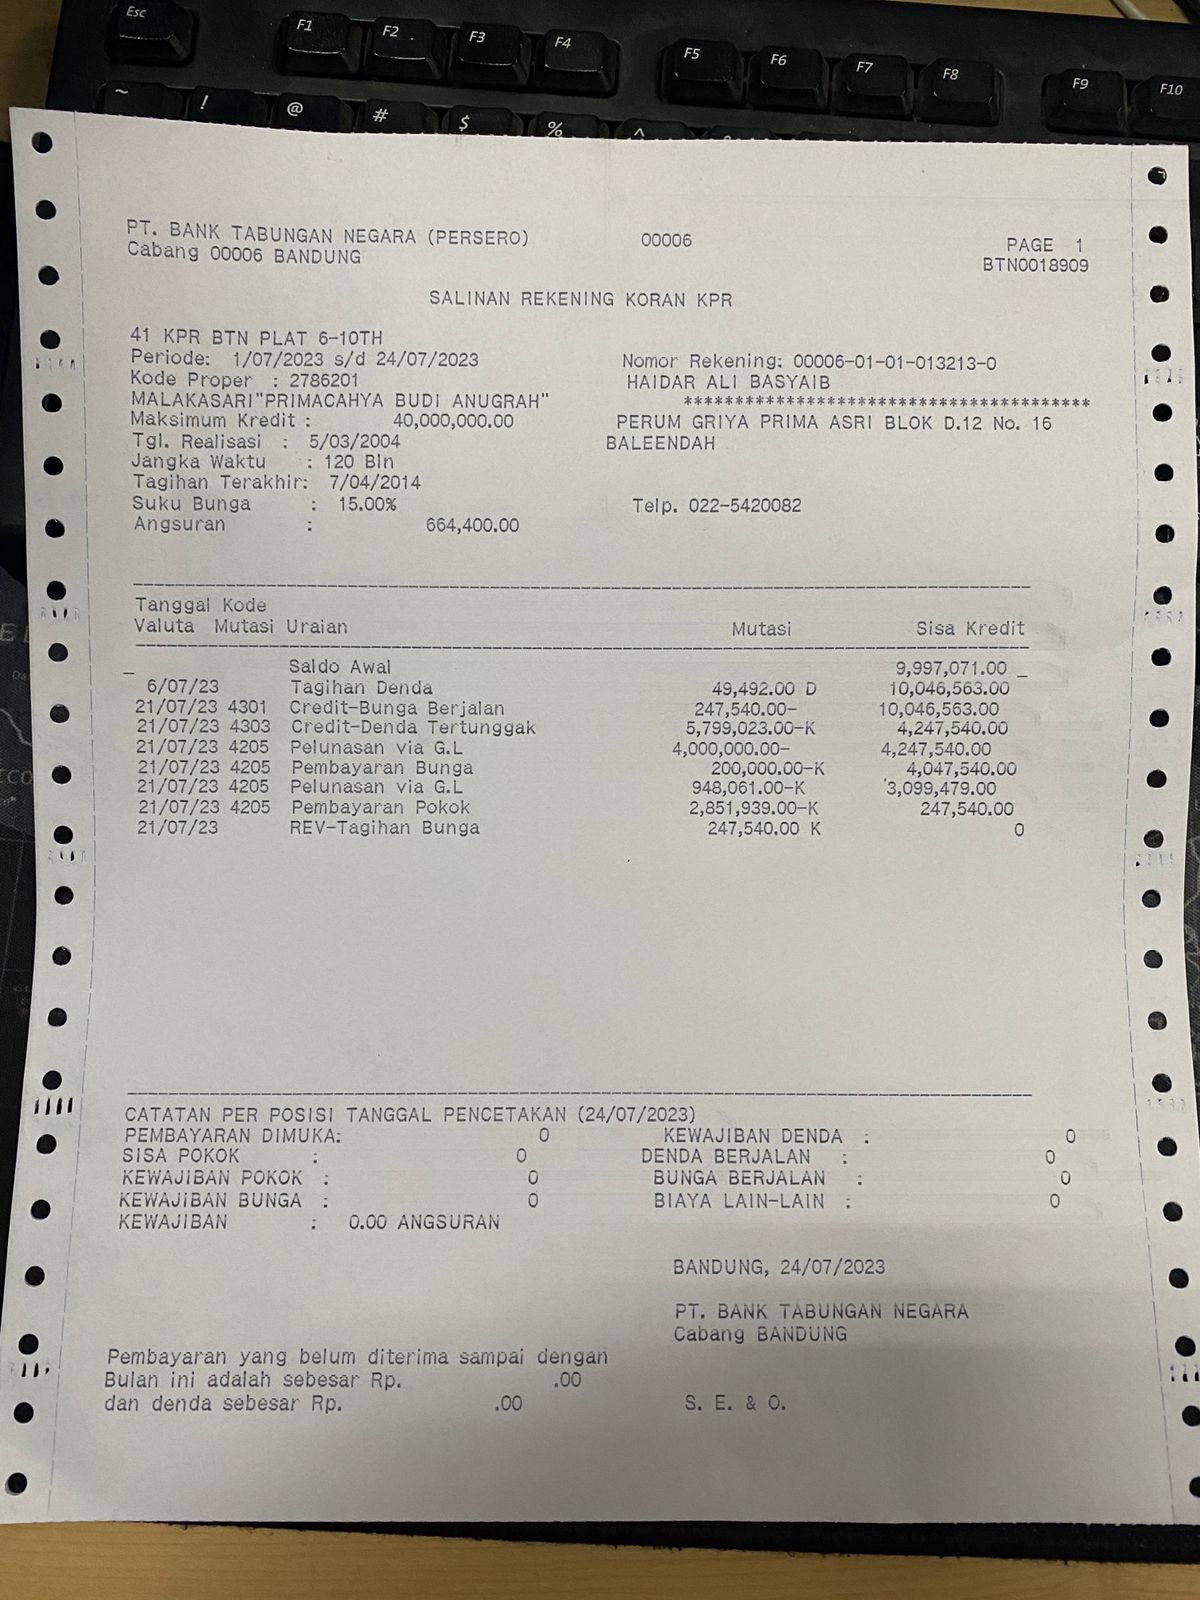 Esc F1 F2 F3 F4 F5 F6 F7 F8 F9 F10
~ ! @ # $ % ^
PT. BANK TABUNGAN NEGARA (PERSERO) 00006 PAGE 1
Cabang 00006 BANDUNG BTN0018909
SALINAN REKENING KORAN KPR
41 KPR BTN PLAT 6-10TH
Periode: 1/07/2023 s/d 24/07/2023 Nomor Rekening: 00006-01-01-013213-0
Kode Proper : 2786201 HAIDAR ALI BASYAIB
MALAKASARI"PRIMACAHYA BUDI ANUGRAH" ****************************************
Maksimum Kredit : 40,000,000.00 PERUM GRIYA PRIMA ASRI BLOK D.12 No. 16
Tgl. Realisasi : 5/03/2004 BALEENDAH
Jangka Waktu : 120 Bln
Tagihan Terakhir: 7/04/2014
Suku Bunga : 15.00% Telp. 022-5420082
Angsuran : 664,400.00
Tanggal Kode
Valuta Mutasi Uraian Mutasi Sisa Kredit
_ Saldo Awal 9,997,071.00 _
6/07/23 Tagihan Denda 49,492.00 D 10,046,563.00
21/07/23 4301 Credit-Bunga Berjalan 247,540.00- 10,046,563.00
21/07/23 4303 Credit-Denda Tertunggak 5,799,023.00-K 4,247,540.00
21/07/23 4205 Pelunasan via G.L 4,000,000.00- 4,247,540.00
21/07/23 4205 Pembayaran Bunga 200,000.00-K 4,047,540.00
21/07/23 4205 Pelunasan via G.L 948,061.00-K 3,099,479.00
21/07/23 4205 Pembayaran Pokok 2,851,939.00-K 247,540.00
21/07/23 REV-Tagihan Bunga 247,540.00 K 0
CATATAN PER POSISI TANGGAL PENCETAKAN (24/07/2023)
PEMBAYARAN DIMUKA: 0 KEWAJIBAN DENDA : 0
SISA POKOK : 0 DENDA BERJALAN : 0
KEWAJIBAN POKOK : 0 BUNGA BERJALAN : 0
KEWAJIBAN BUNGA : 0 BIAYA LAIN-LAIN : 0
KEWAJIBAN : 0.00 ANGSURAN
BANDUNG, 24/07/2023
PT. BANK TABUNGAN NEGARA
Cabang BANDUNG
Pembayaran yang belum diterima sampai dengan
Bulan ini adalah sebesar Rp. .00
dan denda sebesar Rp. .00 S. E. & O.